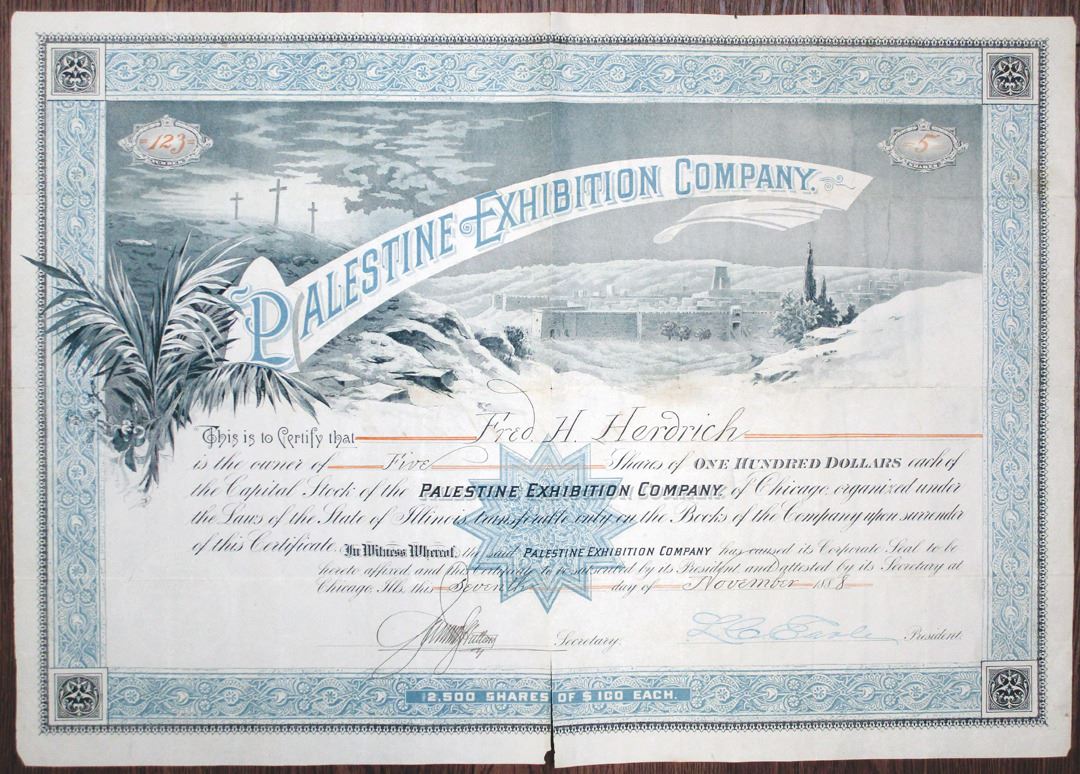 =123=
NUMBER
=5=
SHARES
PALESTINE EXHIBITION COMPANY.
This is to Certify that Fred. H. Herdrich
is the owner of Five Shares of ONE HUNDRED DOLLARS each of
the Capital Stock of the PALESTINE EXHIBITION COMPANY, of Chicago, organized under
the Laws of the State of Illinois, transferable only on the Books of the Company upon surrender
of this Certificate. In Witness Whereof, the said PALESTINE EXHIBITION COMPANY has caused its Corporate Seal to be
hereto affixed, and this Certificate to be subscribed by its President and attested by its Secretary at
Chicago, Ills, this Seventh day of November 1888
Secretary. L. C. Earle President.
12,500 SHARES OF $100 EACH.